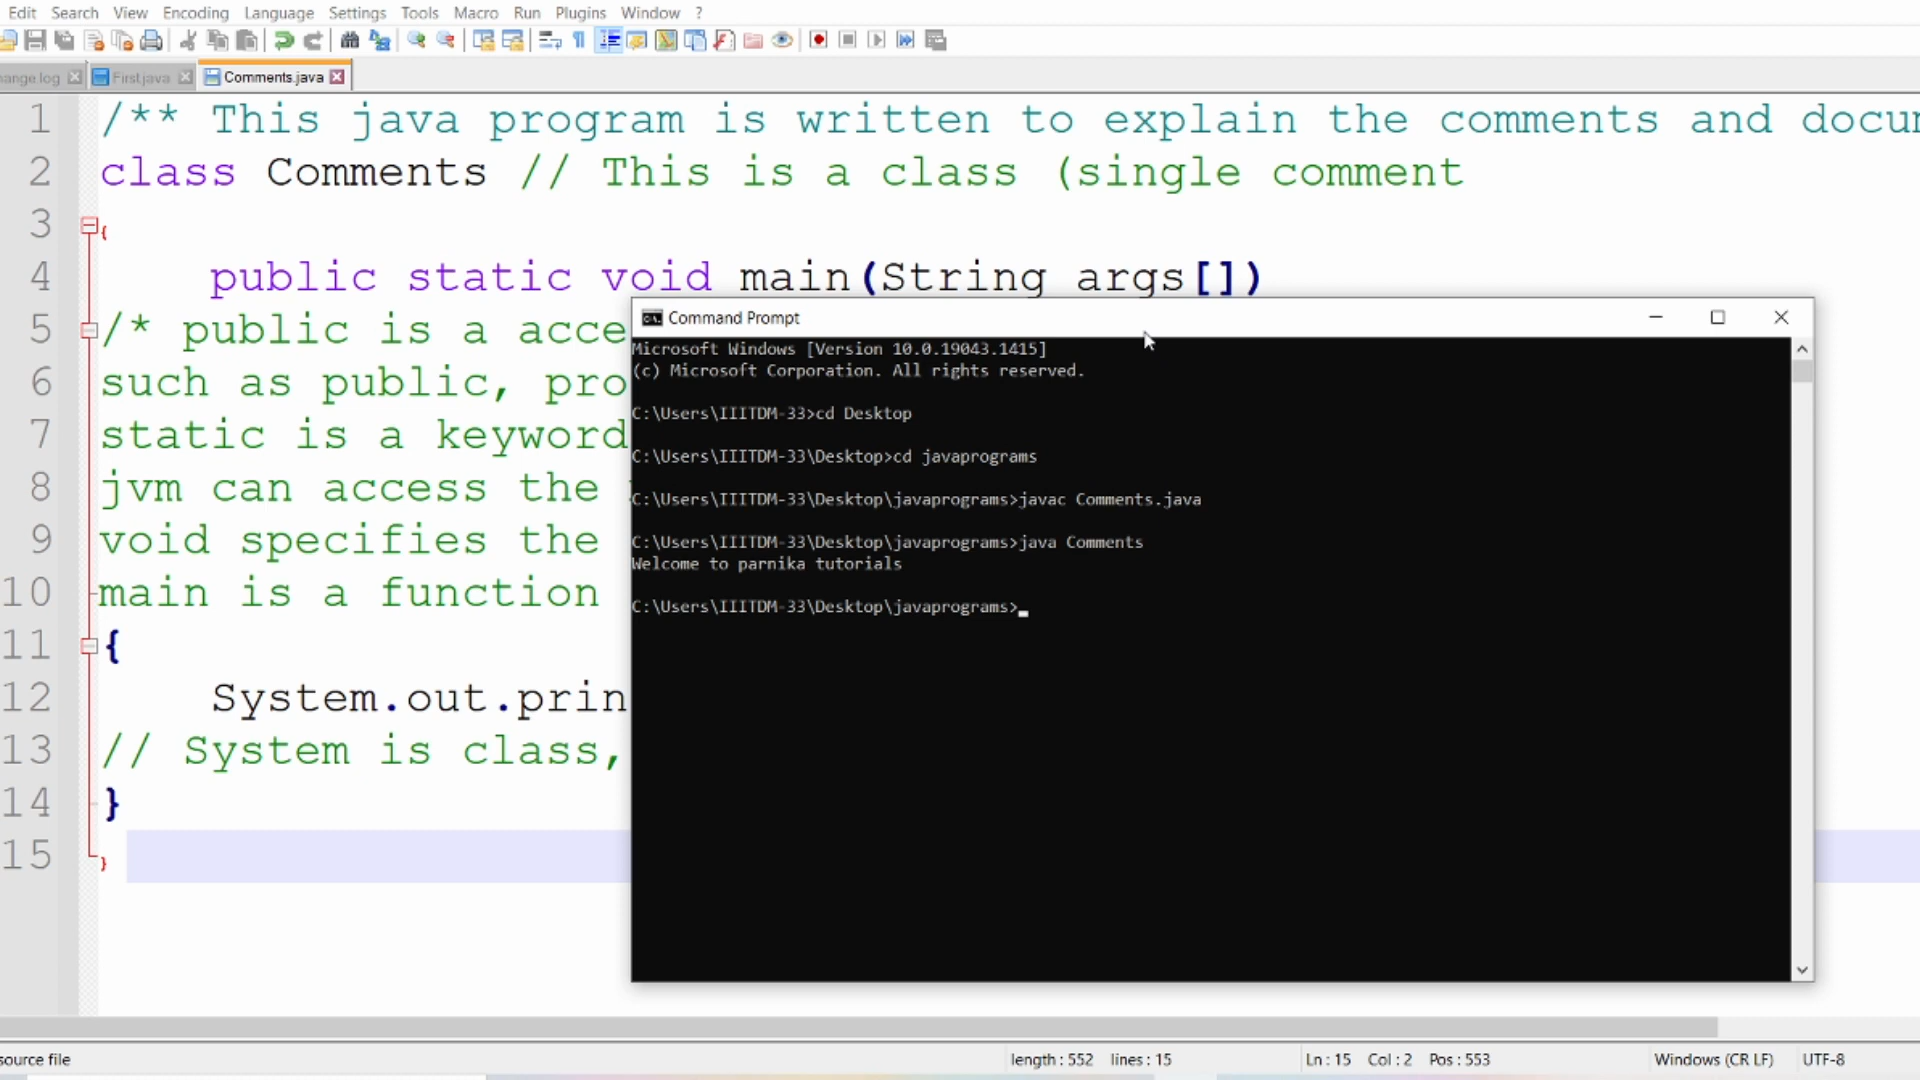 Edit Search View Encoding Language Settings Tools Macro Run Plugins Window ?
ange.log First.java Comments.java
1 /** This java program is written to explain the comments and docu
2 class Comments // This is a class (single comment
3 {
4 public static void main(String args[])
5 /* public is a acce
6 such as public, pro
7 static is a keyword
8 jvm can access the
9 void specifies the
10 main is a function
11 {
12 System.out.prin
13 // System is class,
14 }
15 }
Command Prompt
Microsoft Windows [Version 10.0.19043.1415]
(c) Microsoft Corporation. All rights reserved.
C:\Users\IIITDM-33>cd Desktop
C:\Users\IIITDM-33\Desktop>cd javaprograms
C:\Users\IIITDM-33\Desktop\javaprograms>javac Comments.java
C:\Users\IIITDM-33\Desktop\javaprograms>java Comments
Welcome to parnika tutorials
C:\Users\IIITDM-33\Desktop\javaprograms>
source file length : 552 lines : 15 Ln : 15 Col : 2 Pos : 553 Windows (CR LF) UTF-8